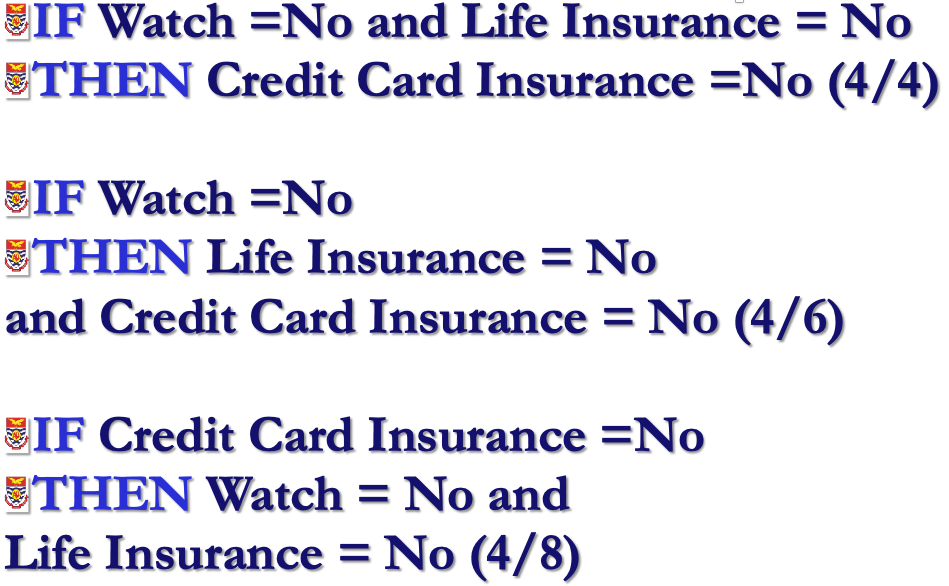 IF Watch =No and Life Insurance = No
THEN Credit Card Insurance =No (4/4)
IF Watch =No
THEN Life Insurance = No
and Credit Card Insurance = No (4/6)
IF Credit Card Insurance =No
THEN Watch = No and
Life Insurance = No (4/8)